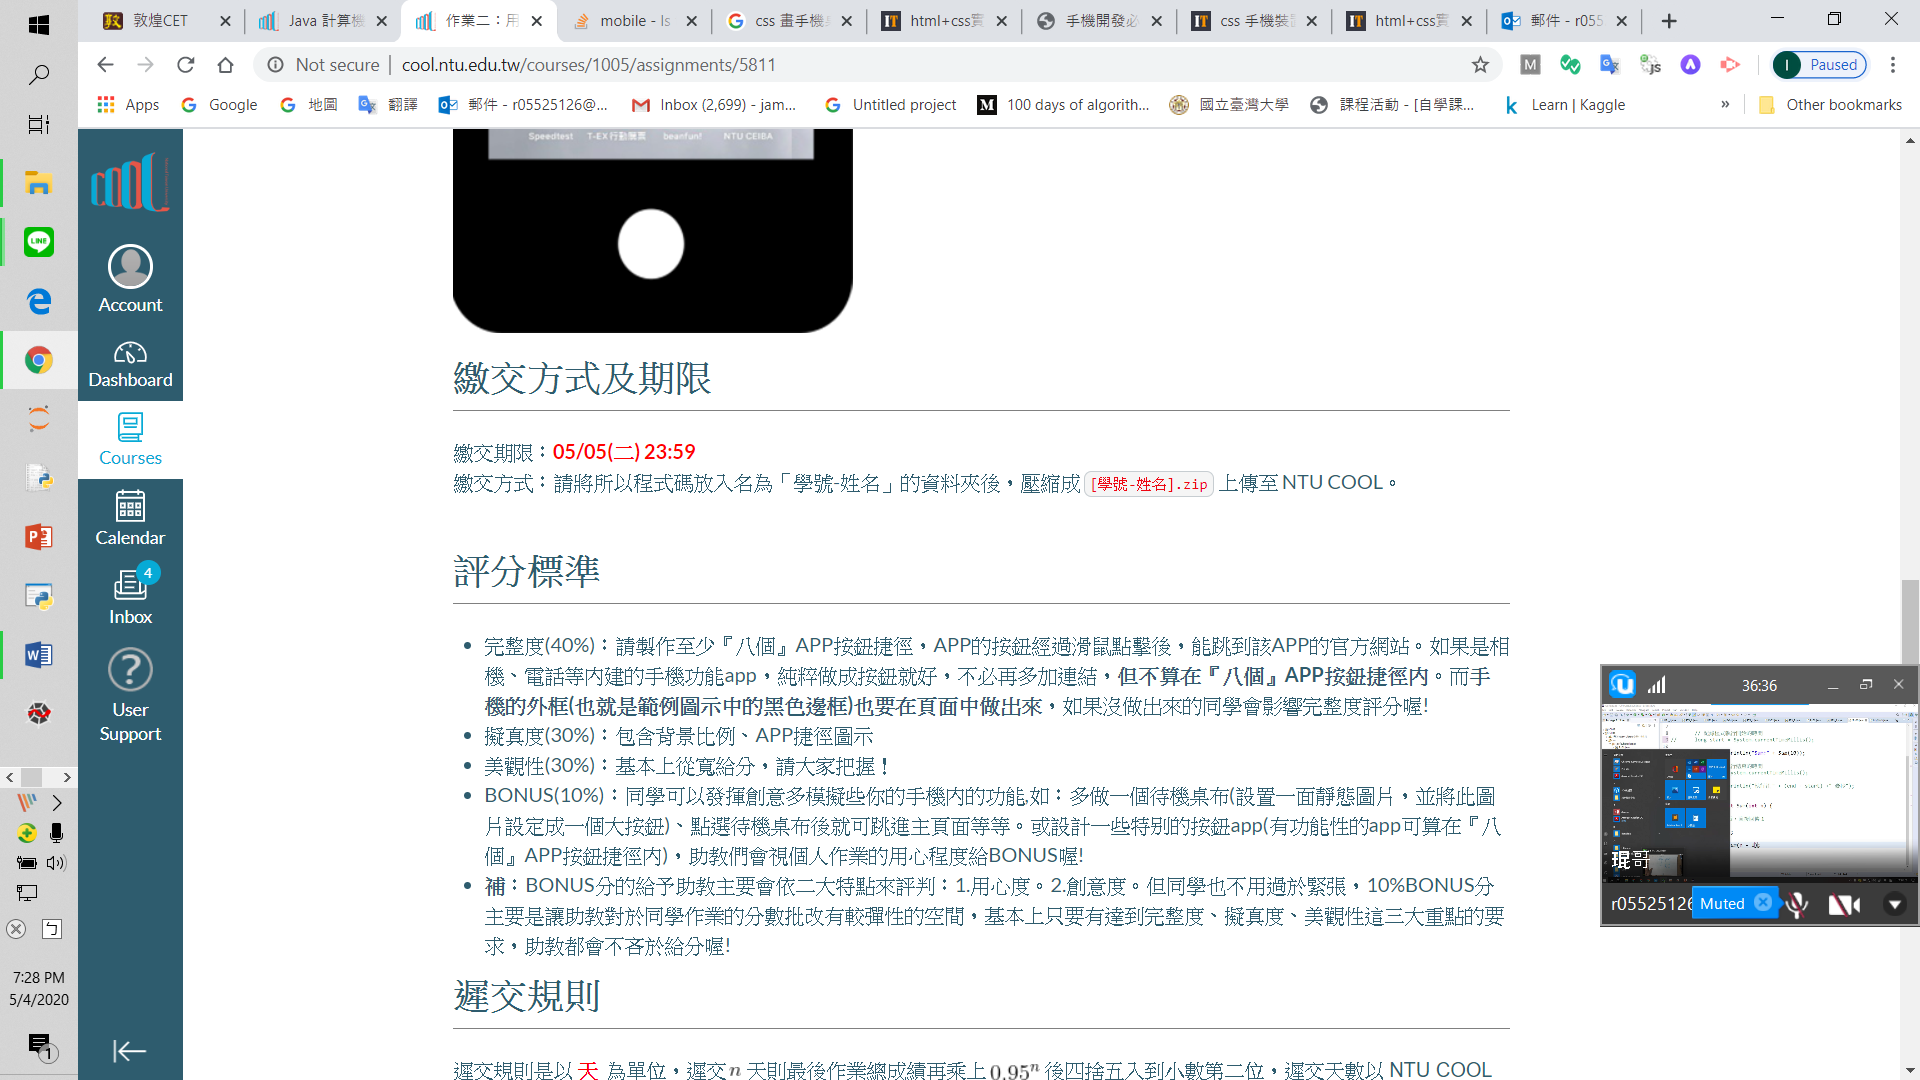 敦煌CET
Java 計算機
作業二：用
mobile - Is
css 畫手機
html+css實
手機開發必
css 手機裝
html+css實
郵件 - r055
Not secure | cool.ntu.edu.tw/courses/1005/assignments/5811
Paused
Apps
Google
地圖
翻譯
郵件 - r05525126@...
Inbox (2,699) - jam...
Untitled project
100 days of algorith...
國立臺灣大學
課程活動 - [自學課...
Learn | Kaggle
»
Other bookmarks
Speedtest T-EX行動購票 beanfun! NTU CEIBA
Account
Dashboard
Courses
Calendar
4
Inbox
User
Support
繳交方式及期限
繳交期限：05/05(二) 23:59
繳交方式：請將所以程式碼放入名為「學號-姓名」的資料夾後，壓縮成 [學號-姓名].zip 上傳至 NTU COOL。
評分標準
完整度(40%)：請製作至少『八個』APP按鈕捷徑，APP的按鈕經過滑鼠點擊後，能跳到該APP的官方網站。如果是相
機、電話等內建的手機功能app，純粹做成按鈕就好，不必再多加連結，但不算在『八個』APP按鈕捷徑內。而手
機的外框(也就是範例圖示中的黑色邊框)也要在頁面中做出來，如果沒做出來的同學會影響完整度評分喔!
擬真度(30%)：包含背景比例、APP捷徑圖示
美觀性(30%)：基本上從寬給分，請大家把握！
BONUS(10%)：同學可以發揮創意多模擬些你的手機內的功能,如：多做一個待機桌布(設置一面靜態圖片，並將此圖
片設定成一個大按鈕)、點選待機桌布後就可跳進主頁面等等。或設計一些特別的按鈕app(有功能性的app可算在『八
個』APP按鈕捷徑內)，助教們會視個人作業的用心程度給BONUS喔!
補：BONUS分的給予助教主要會依二大特點來評判：1.用心度。2.創意度。但同學也不用過於緊張，10%BONUS分
主要是讓助教對於同學作業的分數批改有較彈性的空間，基本上只要有達到完整度、擬真度、美觀性這三大重點的要
求，助教都會不吝於給分喔!
遲交規則
遲交規則是以 天 為單位，遲交 n 天則最後作業總成績再乘上 0.95ⁿ 後四捨五入到小數第二位，遲交天數以 NTU COOL
36:36
琨哥
r05525126
Muted
7:28 PM
5/4/2020
1